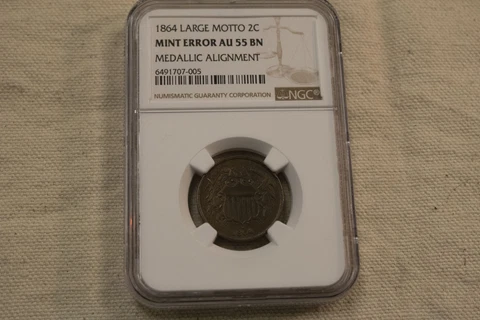 1864 LARGE MOTTO 2C
MINT ERROR AU 55 BN
MEDALLIC ALIGNMENT
6491707-005
NUMISMATIC GUARANTY CORPORATION
NGC®